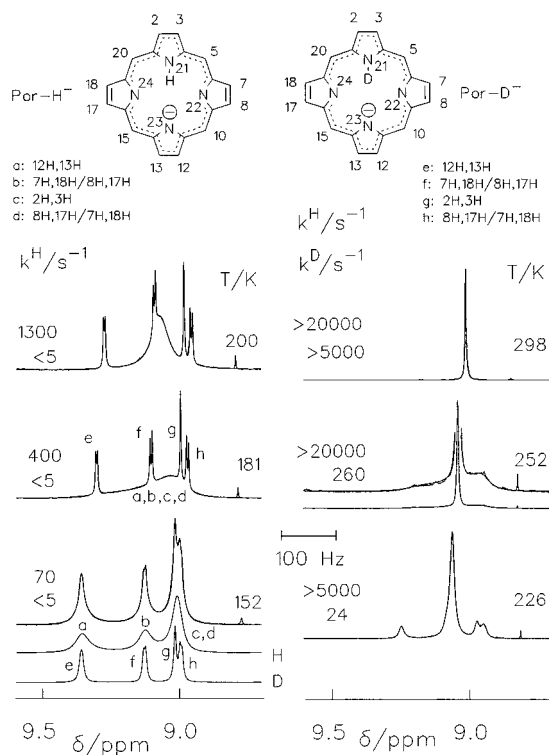 2 3
20 5
21
N
H
18 24 N N 22 7
17 8
⊖
23 N
15 10
13 12
Por-H⁻
2 3
20 5
21
N
D
18 24 N N 22 7
17 8
⊖
23 N
15 10
13 12
Por-D⁻
a: 12H,13H
b: 7H,18H/8H,17H
c: 2H,3H
d: 8H,17H/7H,18H
e: 12H,13H
f: 7H,18H/8H,17H
g: 2H,3H
h: 8H,17H/7H,18H
kᴴ/s⁻¹ T/K
1300
<5
200
400
<5
181
e f g h
a,b,c,d
70
<5
152
a b c,d H
e f g h D
9.5 9.0
δ/ppm
100 Hz
kᴴ/s⁻¹
kᴰ/s⁻¹ T/K
>20000
>5000
298
>20000
260
252
>5000
24
226
9.5 9.0
δ/ppm